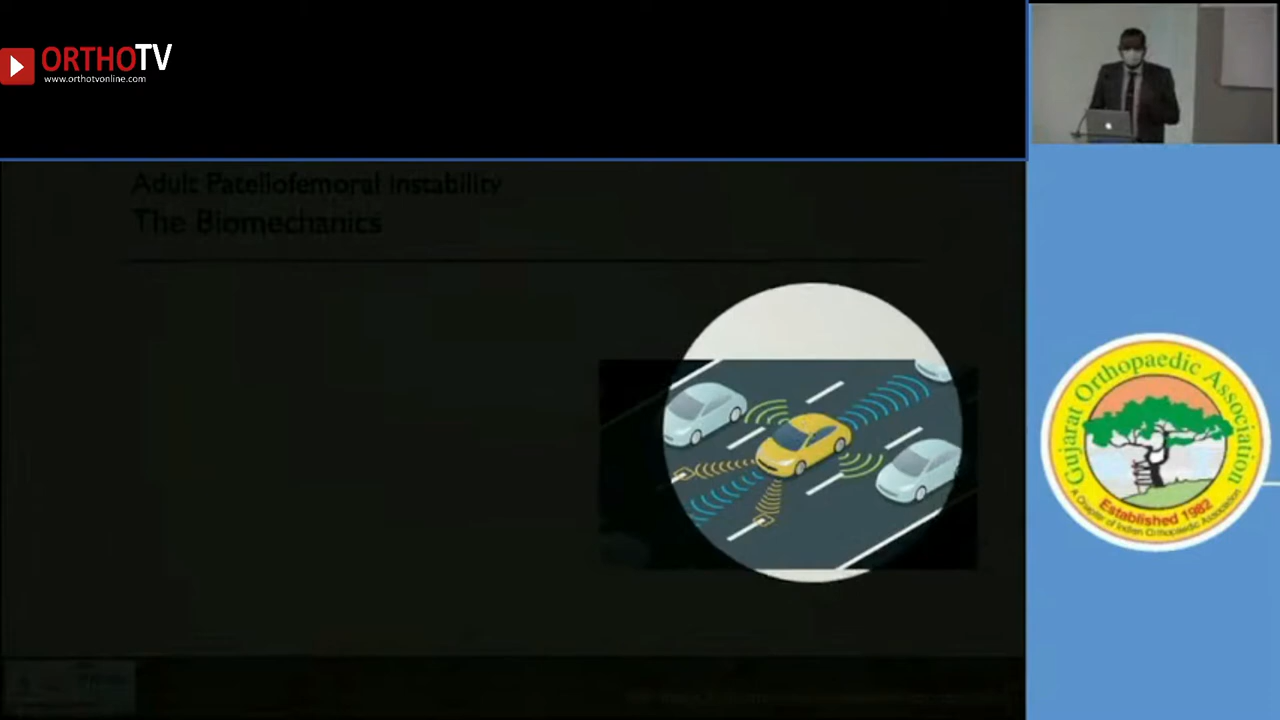 ORTHOTV
www.orthotvonline.com
Adult Patellofemoral Instability
The Biomechanics
Gujarat Orthopaedic Association
A Chapter of Indian Orthopaedic Association
Established 1982